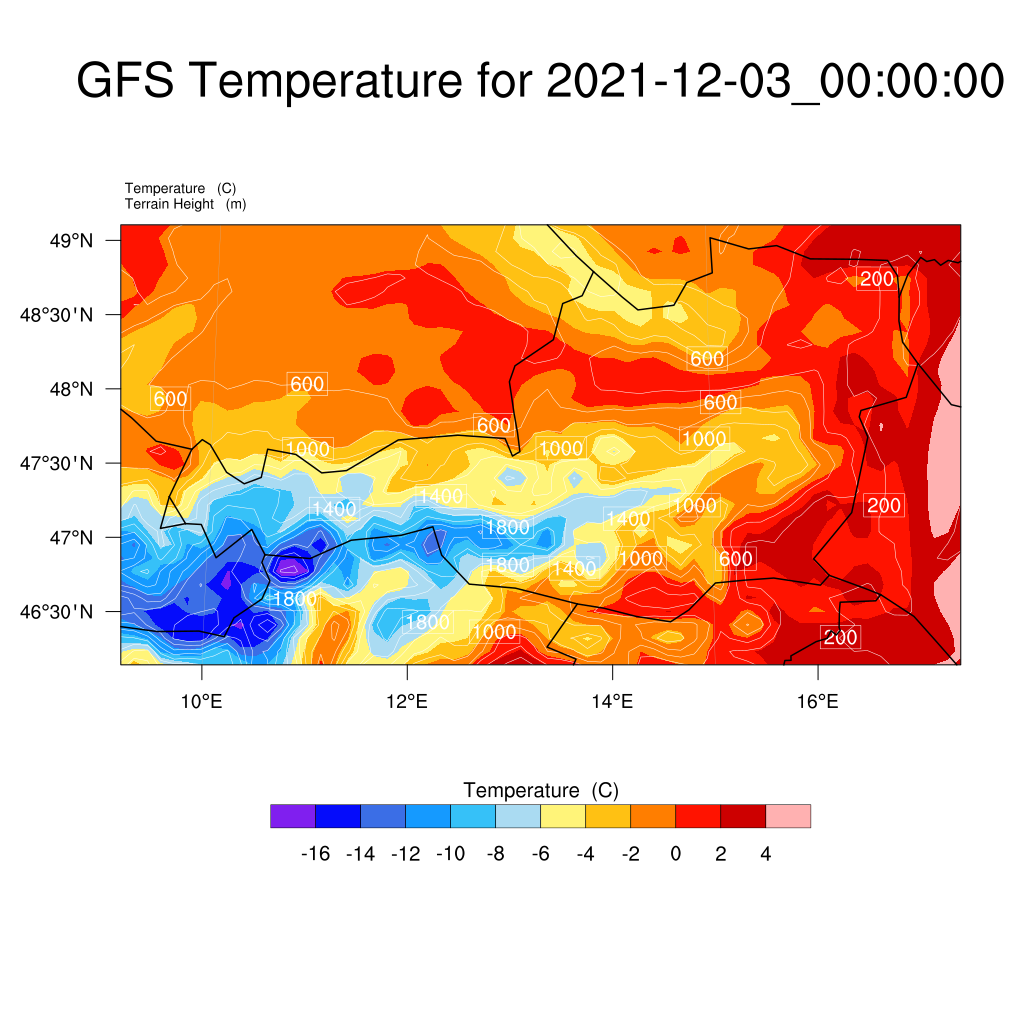 GFS Temperature for 2021-12-03_00:00:00
Temperature (C)
Terrain Height (m)
49°N
200
48°30'N
600
48°N
600
600
600
600
1000
1000
1000
47°30'N
1400
1000
200
1400
1400
1800
47°N
600
1000
1800
1400
1800
46°30'N
1800
1000
200
10°E 12°E 14°E 16°E
Temperature (C)
-16 -14 -12 -10 -8 -6 -4 -2 0 2 4